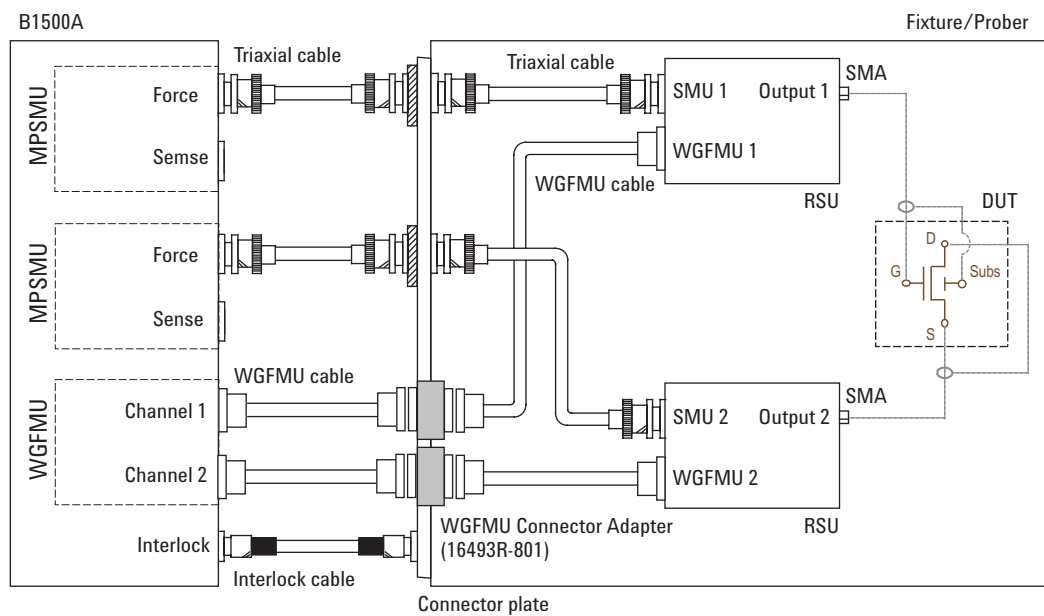 B1500A
Fixture/Prober
Triaxial cable
Triaxial cable
SMA
MPSMU
Force
SMU 1
Output 1
Semse
WGFMU 1
WGFMU cable
RSU
DUT
MPSMU
Force
D
G
Subs
Sense
S
WGFMU cable
SMA
WGFMU
Channel 1
SMU 2
Output 2
Channel 2
WGFMU 2
WGFMU Connector Adapter
(16493R-801)
RSU
Interlock
Interlock cable
Connector plate